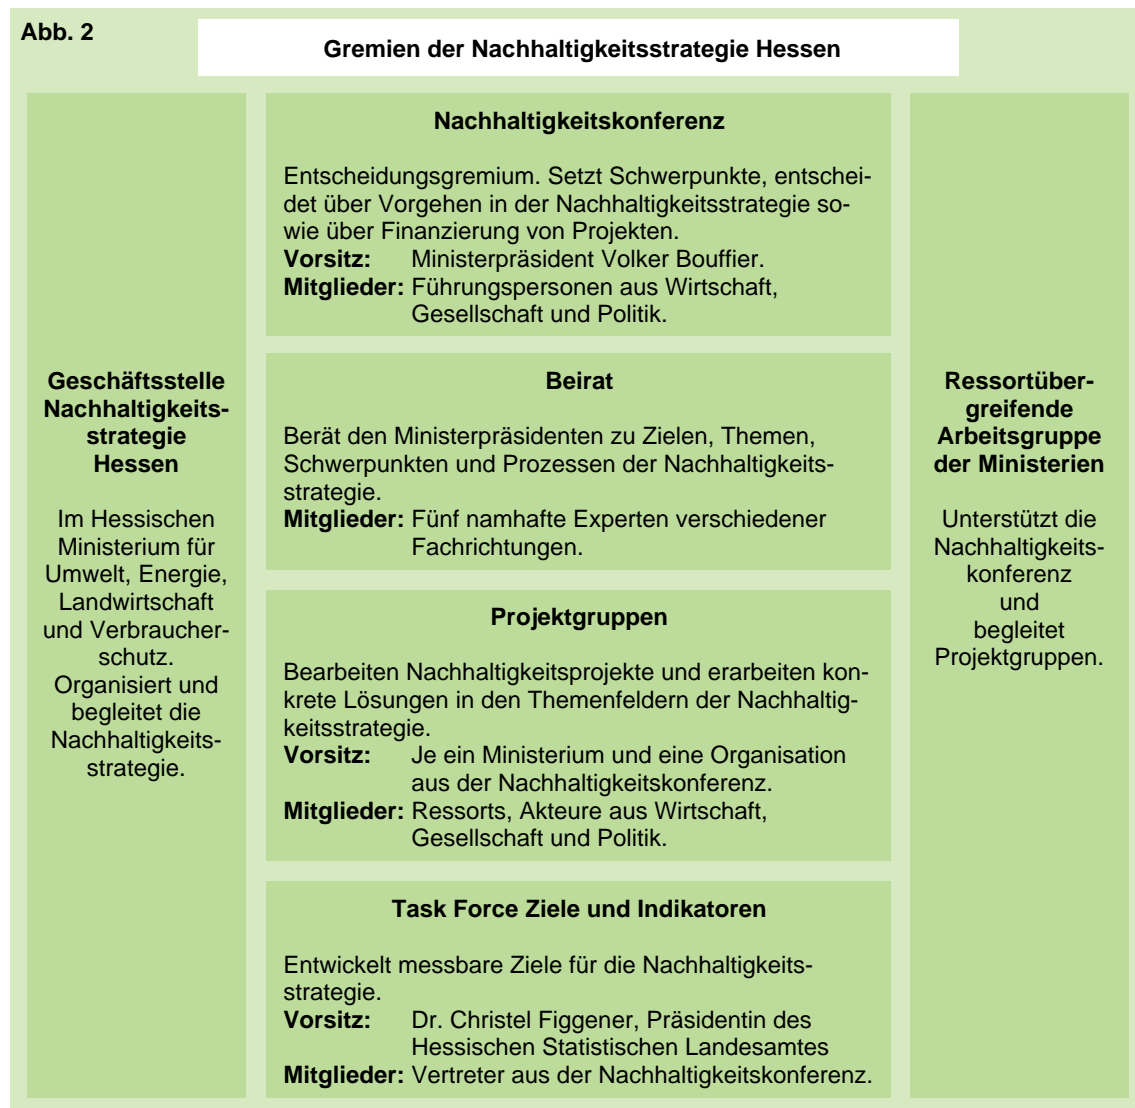 Abb. 2
Gremien der Nachhaltigkeitsstrategie Hessen
Geschäftsstelle
Nachhaltigkeits-
strategie
Hessen
Im Hessischen
Ministerium für
Umwelt, Energie,
Landwirtschaft
und Verbraucher-
schutz.
Organisiert und
begleitet die
Nachhaltigkeits-
strategie.
Nachhaltigkeitskonferenz
Entscheidungsgremium. Setzt Schwerpunkte, entschei-
det über Vorgehen in der Nachhaltigkeitsstrategie so-
wie über Finanzierung von Projekten.
Vorsitz: Ministerpräsident Volker Bouffier.
Mitglieder: Führungspersonen aus Wirtschaft,
Gesellschaft und Politik.
Beirat
Berät den Ministerpräsidenten zu Zielen, Themen,
Schwerpunkten und Prozessen der Nachhaltigkeits-
strategie.
Mitglieder: Fünf namhafte Experten verschiedener
Fachrichtungen.
Projektgruppen
Bearbeiten Nachhaltigkeitsprojekte und erarbeiten kon-
krete Lösungen in den Themenfeldern der Nachhaltig-
keitsstrategie.
Vorsitz: Je ein Ministerium und eine Organisation
aus der Nachhaltigkeitskonferenz.
Mitglieder: Ressorts, Akteure aus Wirtschaft,
Gesellschaft und Politik.
Task Force Ziele und Indikatoren
Entwickelt messbare Ziele für die Nachhaltigkeits-
strategie.
Vorsitz: Dr. Christel Figgener, Präsidentin des
Hessischen Statistischen Landesamtes
Mitglieder: Vertreter aus der Nachhaltigkeitskonferenz.
Ressortüber-
greifende
Arbeitsgruppe
der Ministerien
Unterstützt die
Nachhaltigkeits-
konferenz
und
begleitet
Projektgruppen.